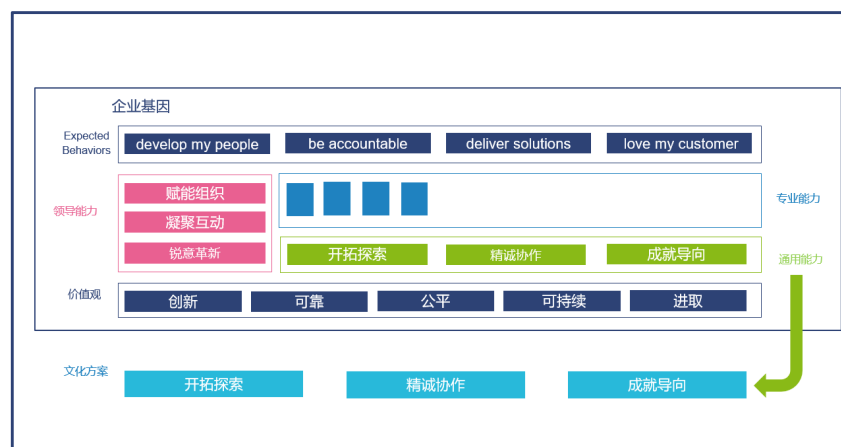 企业基因
Expected
Behaviors
develop my people
be accountable
deliver solutions
love my customer
领导能力
赋能组织
凝聚互动
锐意革新
专业能力
开拓探索
精诚协作
成就导向
通用能力
价值观
创新
可靠
公平
可持续
进取
文化方案
开拓探索
精诚协作
成就导向